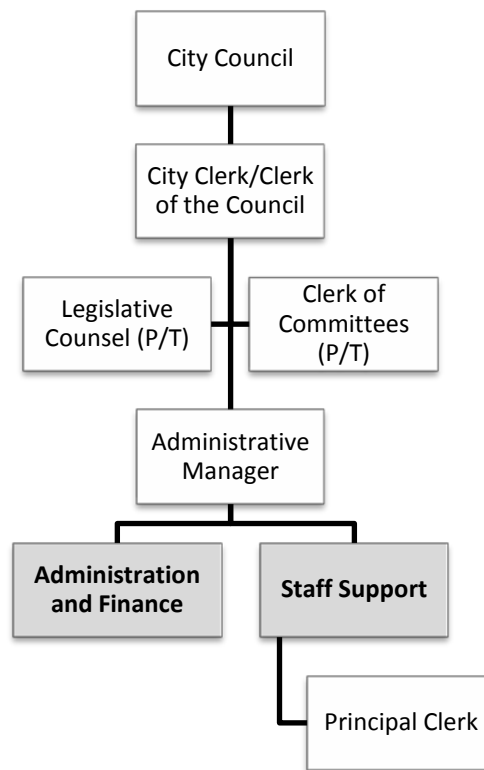 City Council
City Clerk/Clerk
of the Council
Legislative
Counsel (P/T)
Clerk of
Committees
(P/T)
Administrative
Manager
Administration
and Finance
Staff Support
Principal Clerk